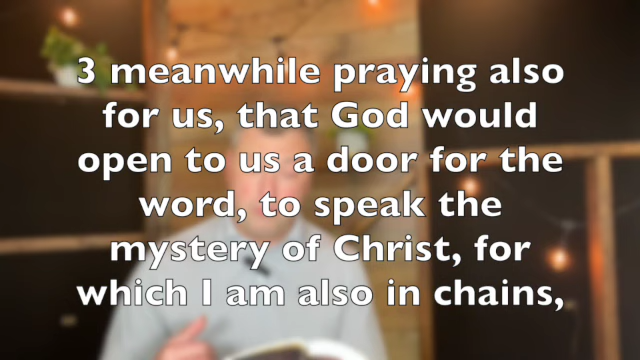 3 meanwhile praying also
for us, that God would
open to us a door for the
word, to speak the
mystery of Christ, for
which I am also in chains,